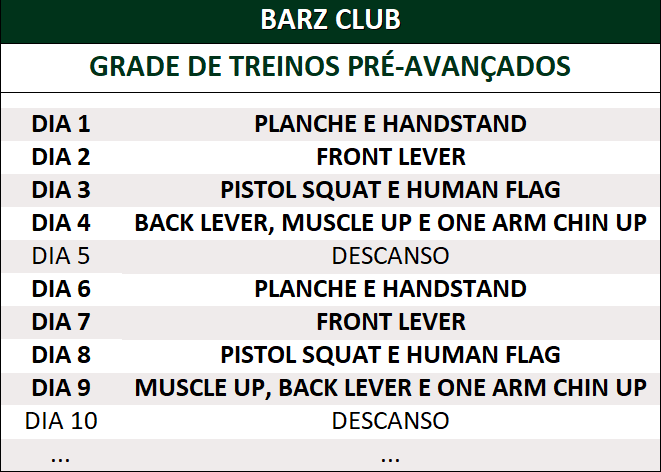 BARZ CLUB
GRADE DE TREINOS PRÉ-AVANÇADOS
DIA 1 PLANCHE E HANDSTAND
DIA 2 FRONT LEVER
DIA 3 PISTOL SQUAT E HUMAN FLAG
DIA 4 BACK LEVER, MUSCLE UP E ONE ARM CHIN UP
DIA 5 DESCANSO
DIA 6 PLANCHE E HANDSTAND
DIA 7 FRONT LEVER
DIA 8 PISTOL SQUAT E HUMAN FLAG
DIA 9 MUSCLE UP, BACK LEVER E ONE ARM CHIN UP
DIA 10 DESCANSO
... ...